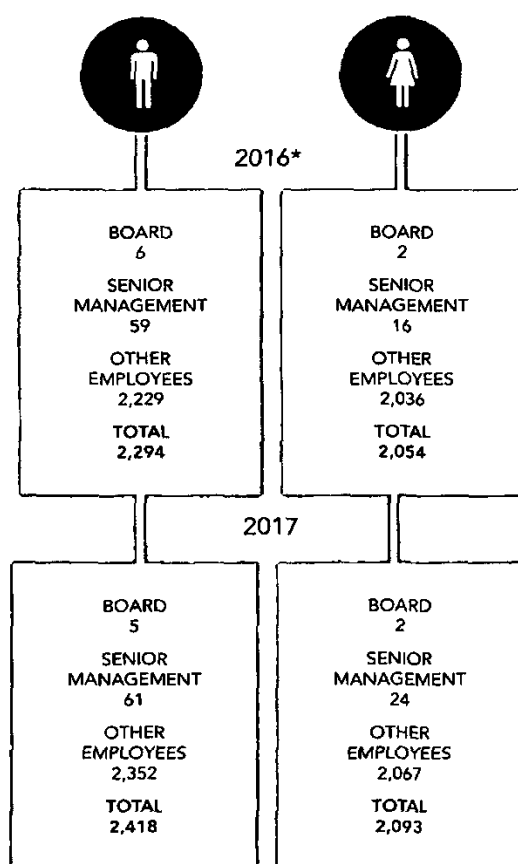 2016*
BOARD
6
SENIOR
MANAGEMENT
59
OTHER
EMPLOYEES
2,229
TOTAL
2,294
BOARD
2
SENIOR
MANAGEMENT
16
OTHER
EMPLOYEES
2,036
TOTAL
2,054
2017
BOARD
5
SENIOR
MANAGEMENT
61
OTHER
EMPLOYEES
2,352
TOTAL
2,418
BOARD
2
SENIOR
MANAGEMENT
24
OTHER
EMPLOYEES
2,067
TOTAL
2,093